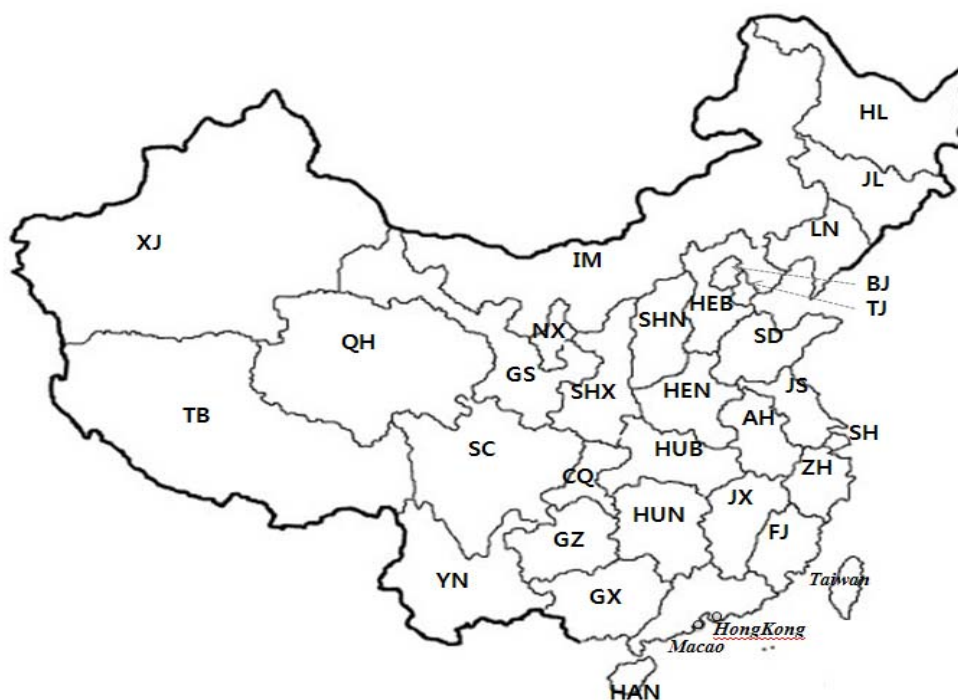 HL
JL
LN
XJ
IM
BJ
TJ
HEB
SHN
NX
SD
QH
GS
SHX
HEN
JS
TB
AH
SH
SC
HUB
ZH
CQ
JX
HUN
FJ
GZ
YN
Taiwan
GX
HongKong
Macao
HAN